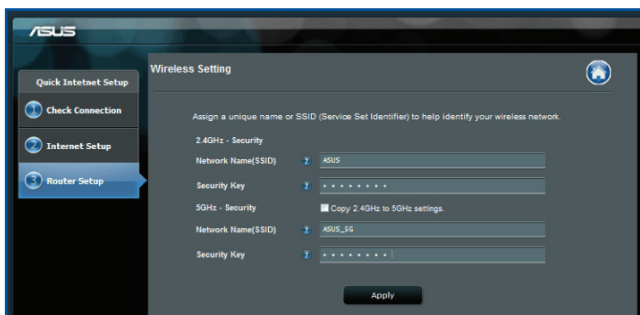 ASUS
Quick Intetnet Setup
1 Check Connection
2 Internet Setup
3 Router Setup
Wireless Setting
Assign a unique name or SSID (Service Set Identifier) to help identify your wireless network.
2.4GHz - Security
Network Name(SSID) ? ASUS
Security Key ? ••••••••
5GHz - Security Copy 2.4GHz to 5GHz settings.
Network Name(SSID) ? ASUS_5G
Security Key ? ••••••••
Apply